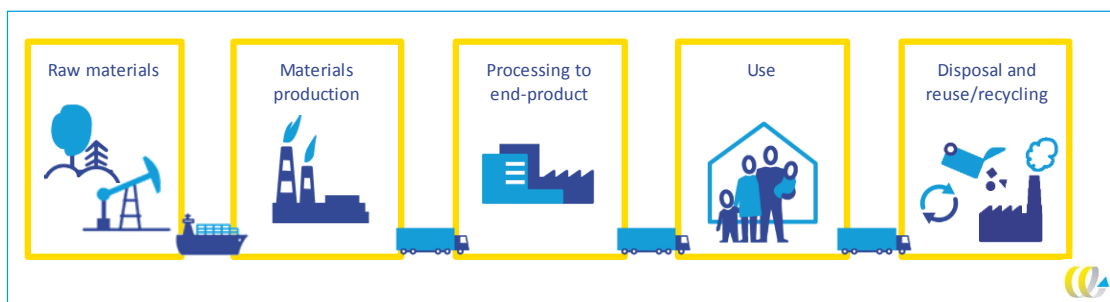 Raw materials
Materials
production
Processing to
end-product
Use
Disposal and
reuse/recycling